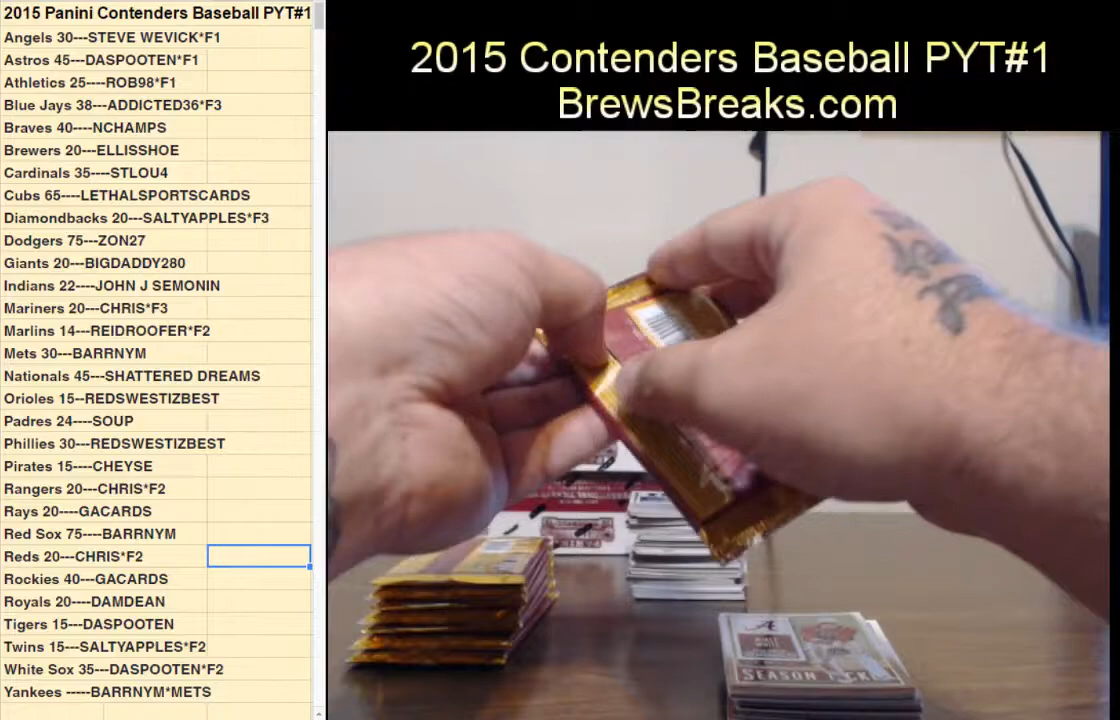 2015 Panini Contenders Baseball PYT#1
Angels 30---STEVE WEVICK*F1
Astros 45----DASPOOTEN*F1
Athletics 25----ROB98*F1
Blue Jays 38---ADDICTED36*F3
Braves 40----NCHAMPS
Brewers 20---ELLISSHOE
Cardinals 35----STLOU4
Cubs 65----LETHALSPORTSCARDS
Diamondbacks 20---SALTYAPPLES*F3
Dodgers 75---ZON27
Giants 20---BIGDADDY280
Indians 22----JOHN J SEMONIN
Mariners 20---CHRIS*F3
Marlins 14---REIDROOFER*F2
Mets 30---BARRNYM
Nationals 45---SHATTERED DREAMS
Orioles 15--REDSWESTIZBEST
Padres 24----SOUP
Phillies 30---REDSWESTIZBEST
Pirates 15----CHEYSE
Rangers 20---CHRIS*F2
Rays 20----GACARDS
Red Sox 75----BARRNYM
Reds 20---CHRIS*F2
Rockies 40---GACARDS
Royals 20----DAMDEAN
Tigers 15----DASPOOTEN
Twins 15----SALTYAPPLES*F2
White Sox 35----DASPOOTEN*F2
Yankees -----BARRNYM*METS
2015 Contenders Baseball PYT#1
BrewsBreaks.com
SEASON